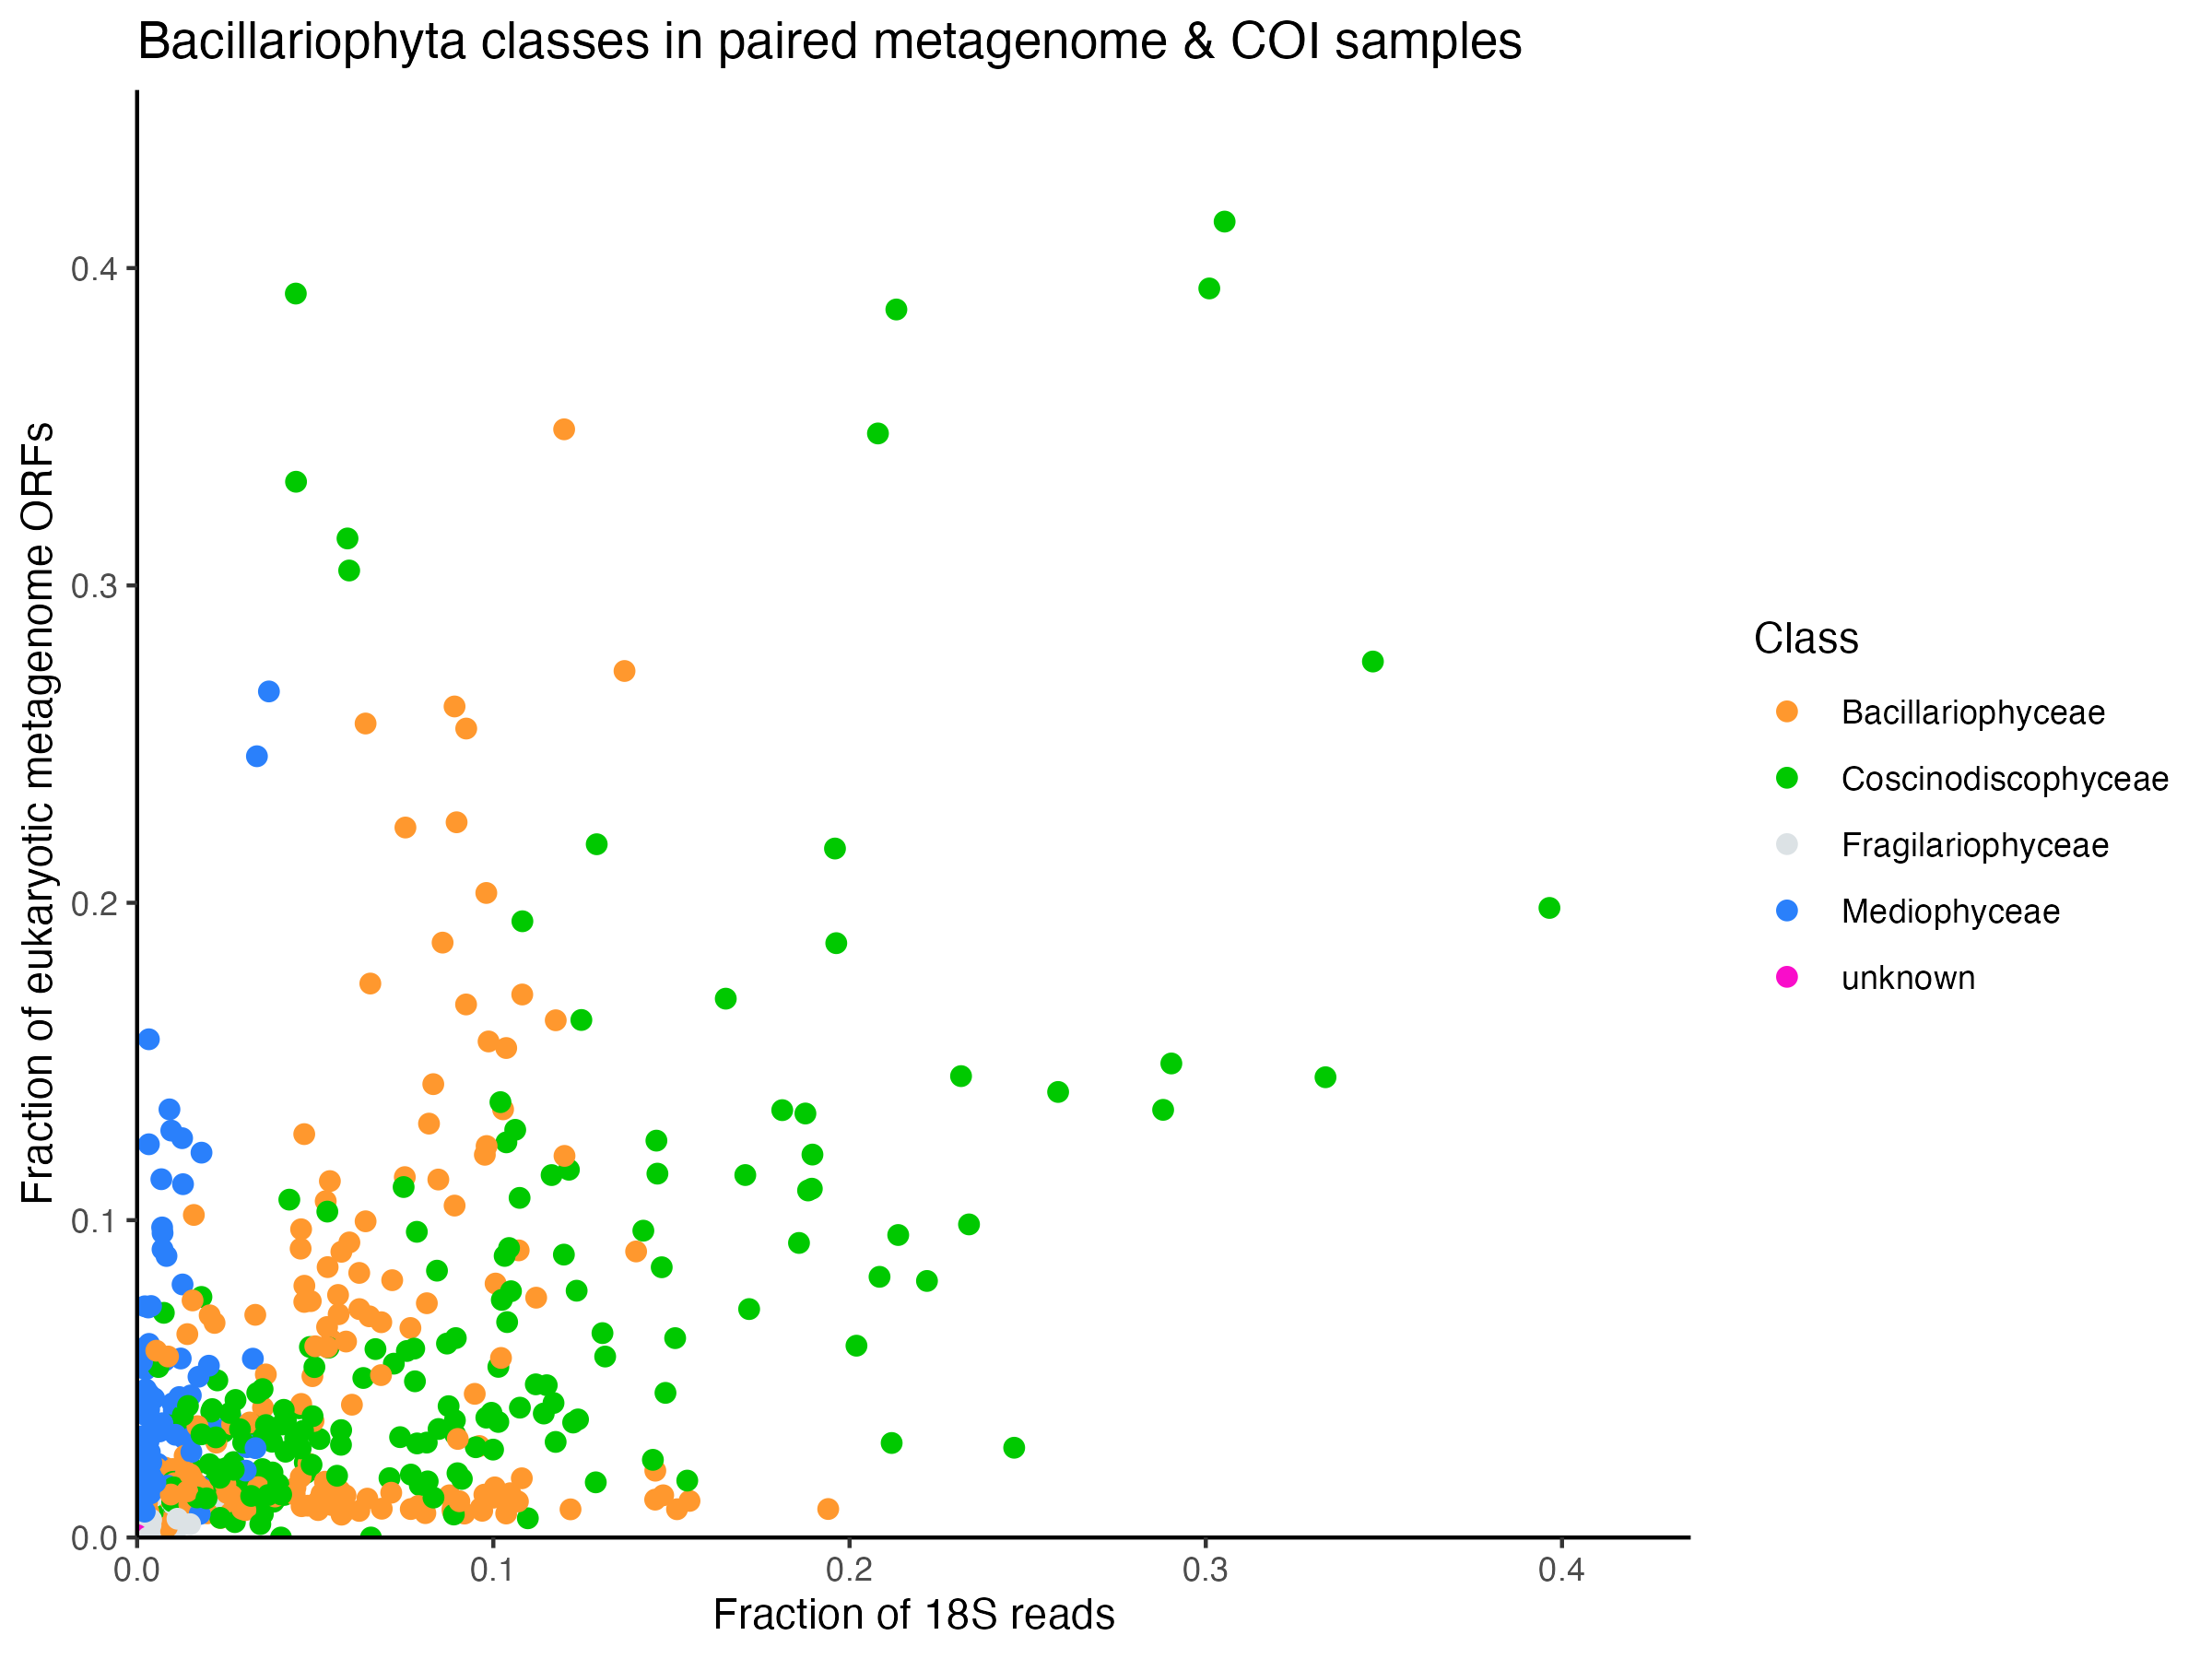 Bacillariophyta classes in paired metagenome & COI samples
Fraction of eukaryotic metagenome ORFs
0.4
0.3
0.2
0.1
0.0
0.0 0.1 0.2 0.3 0.4
Fraction of 18S reads
Class
Bacillariophyceae
Coscinodiscophyceae
Fragilariophyceae
Mediophyceae
unknown